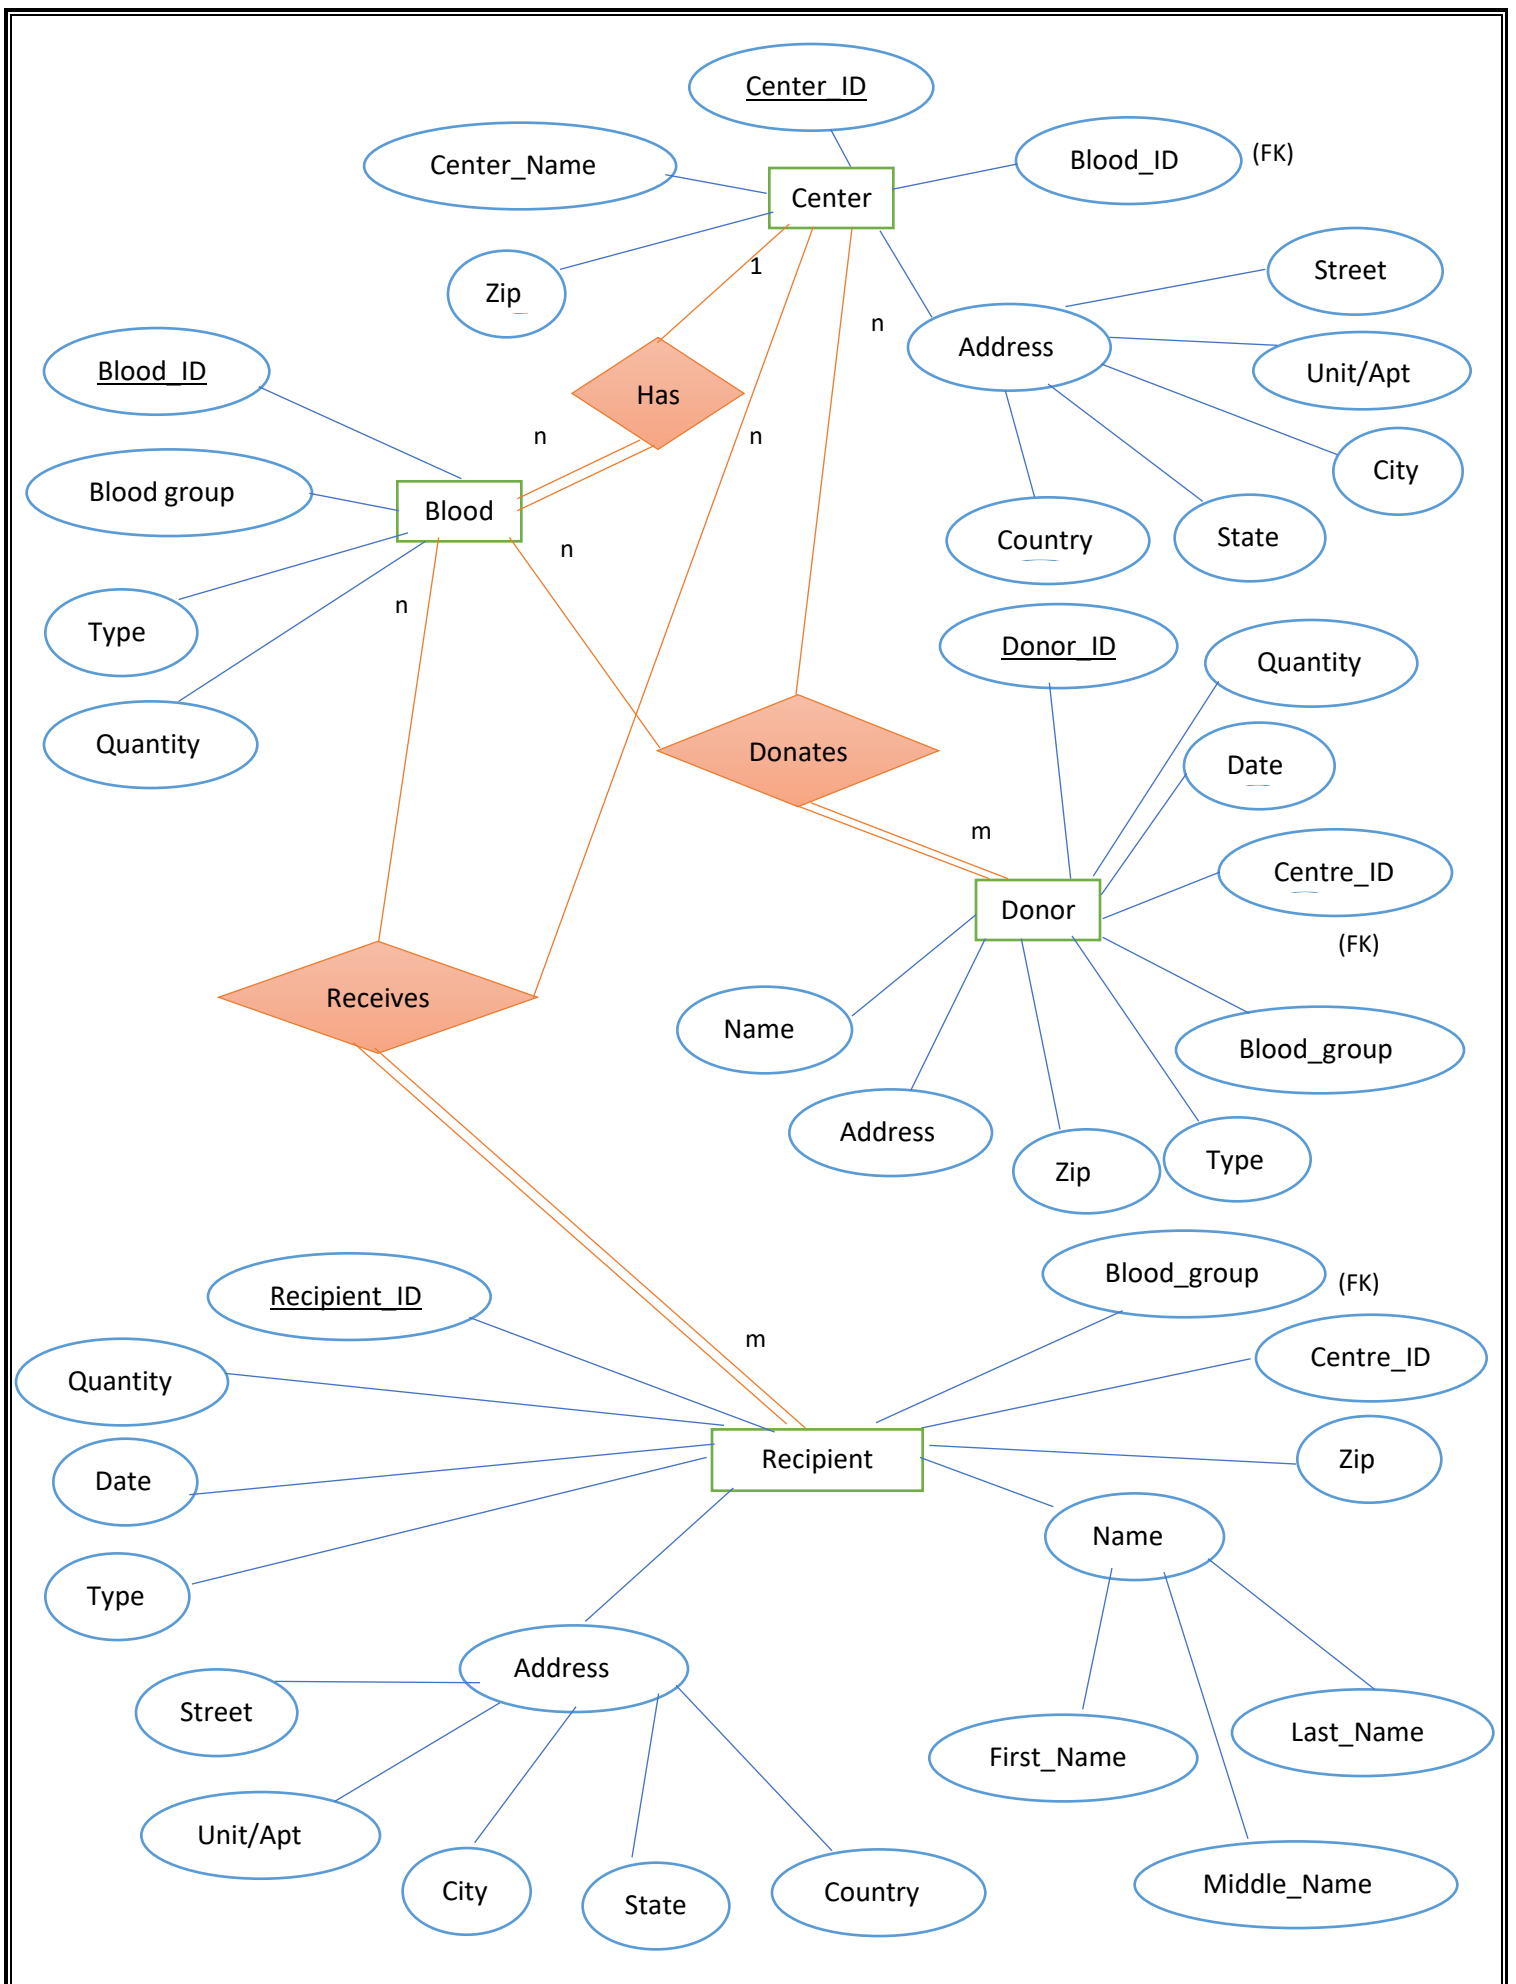 Center_ID
Center_Name
Blood_ID
(FK)
Center
Street
1
Zip
n
Address
Blood_ID
Unit/Apt
Has
n
n
City
Blood group
Blood
Country
State
n
n
Type
Donor_ID
Quantity
Quantity
Donates
Date
m
Centre_ID
Donor
(FK)
Receives
Name
Blood_group
Address
Zip
Type
Blood_group
(FK)
Recipient_ID
m
Centre_ID
Quantity
Recipient
Zip
Date
Name
Type
Address
Street
Last_Name
First_Name
Unit/Apt
City
State
Country
Middle_Name